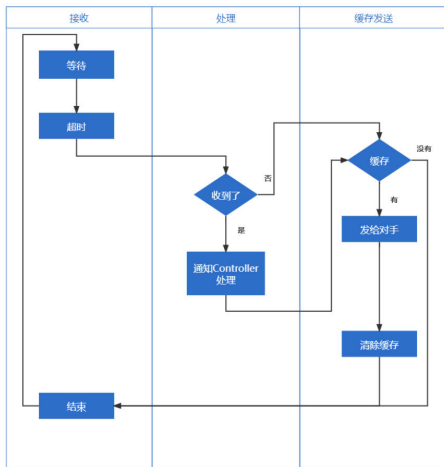 接收
处理
缓存发送
等待
超时
收到了
否
是
通知Controller
处理
缓存
没有
有
发给对手
清除缓存
结束